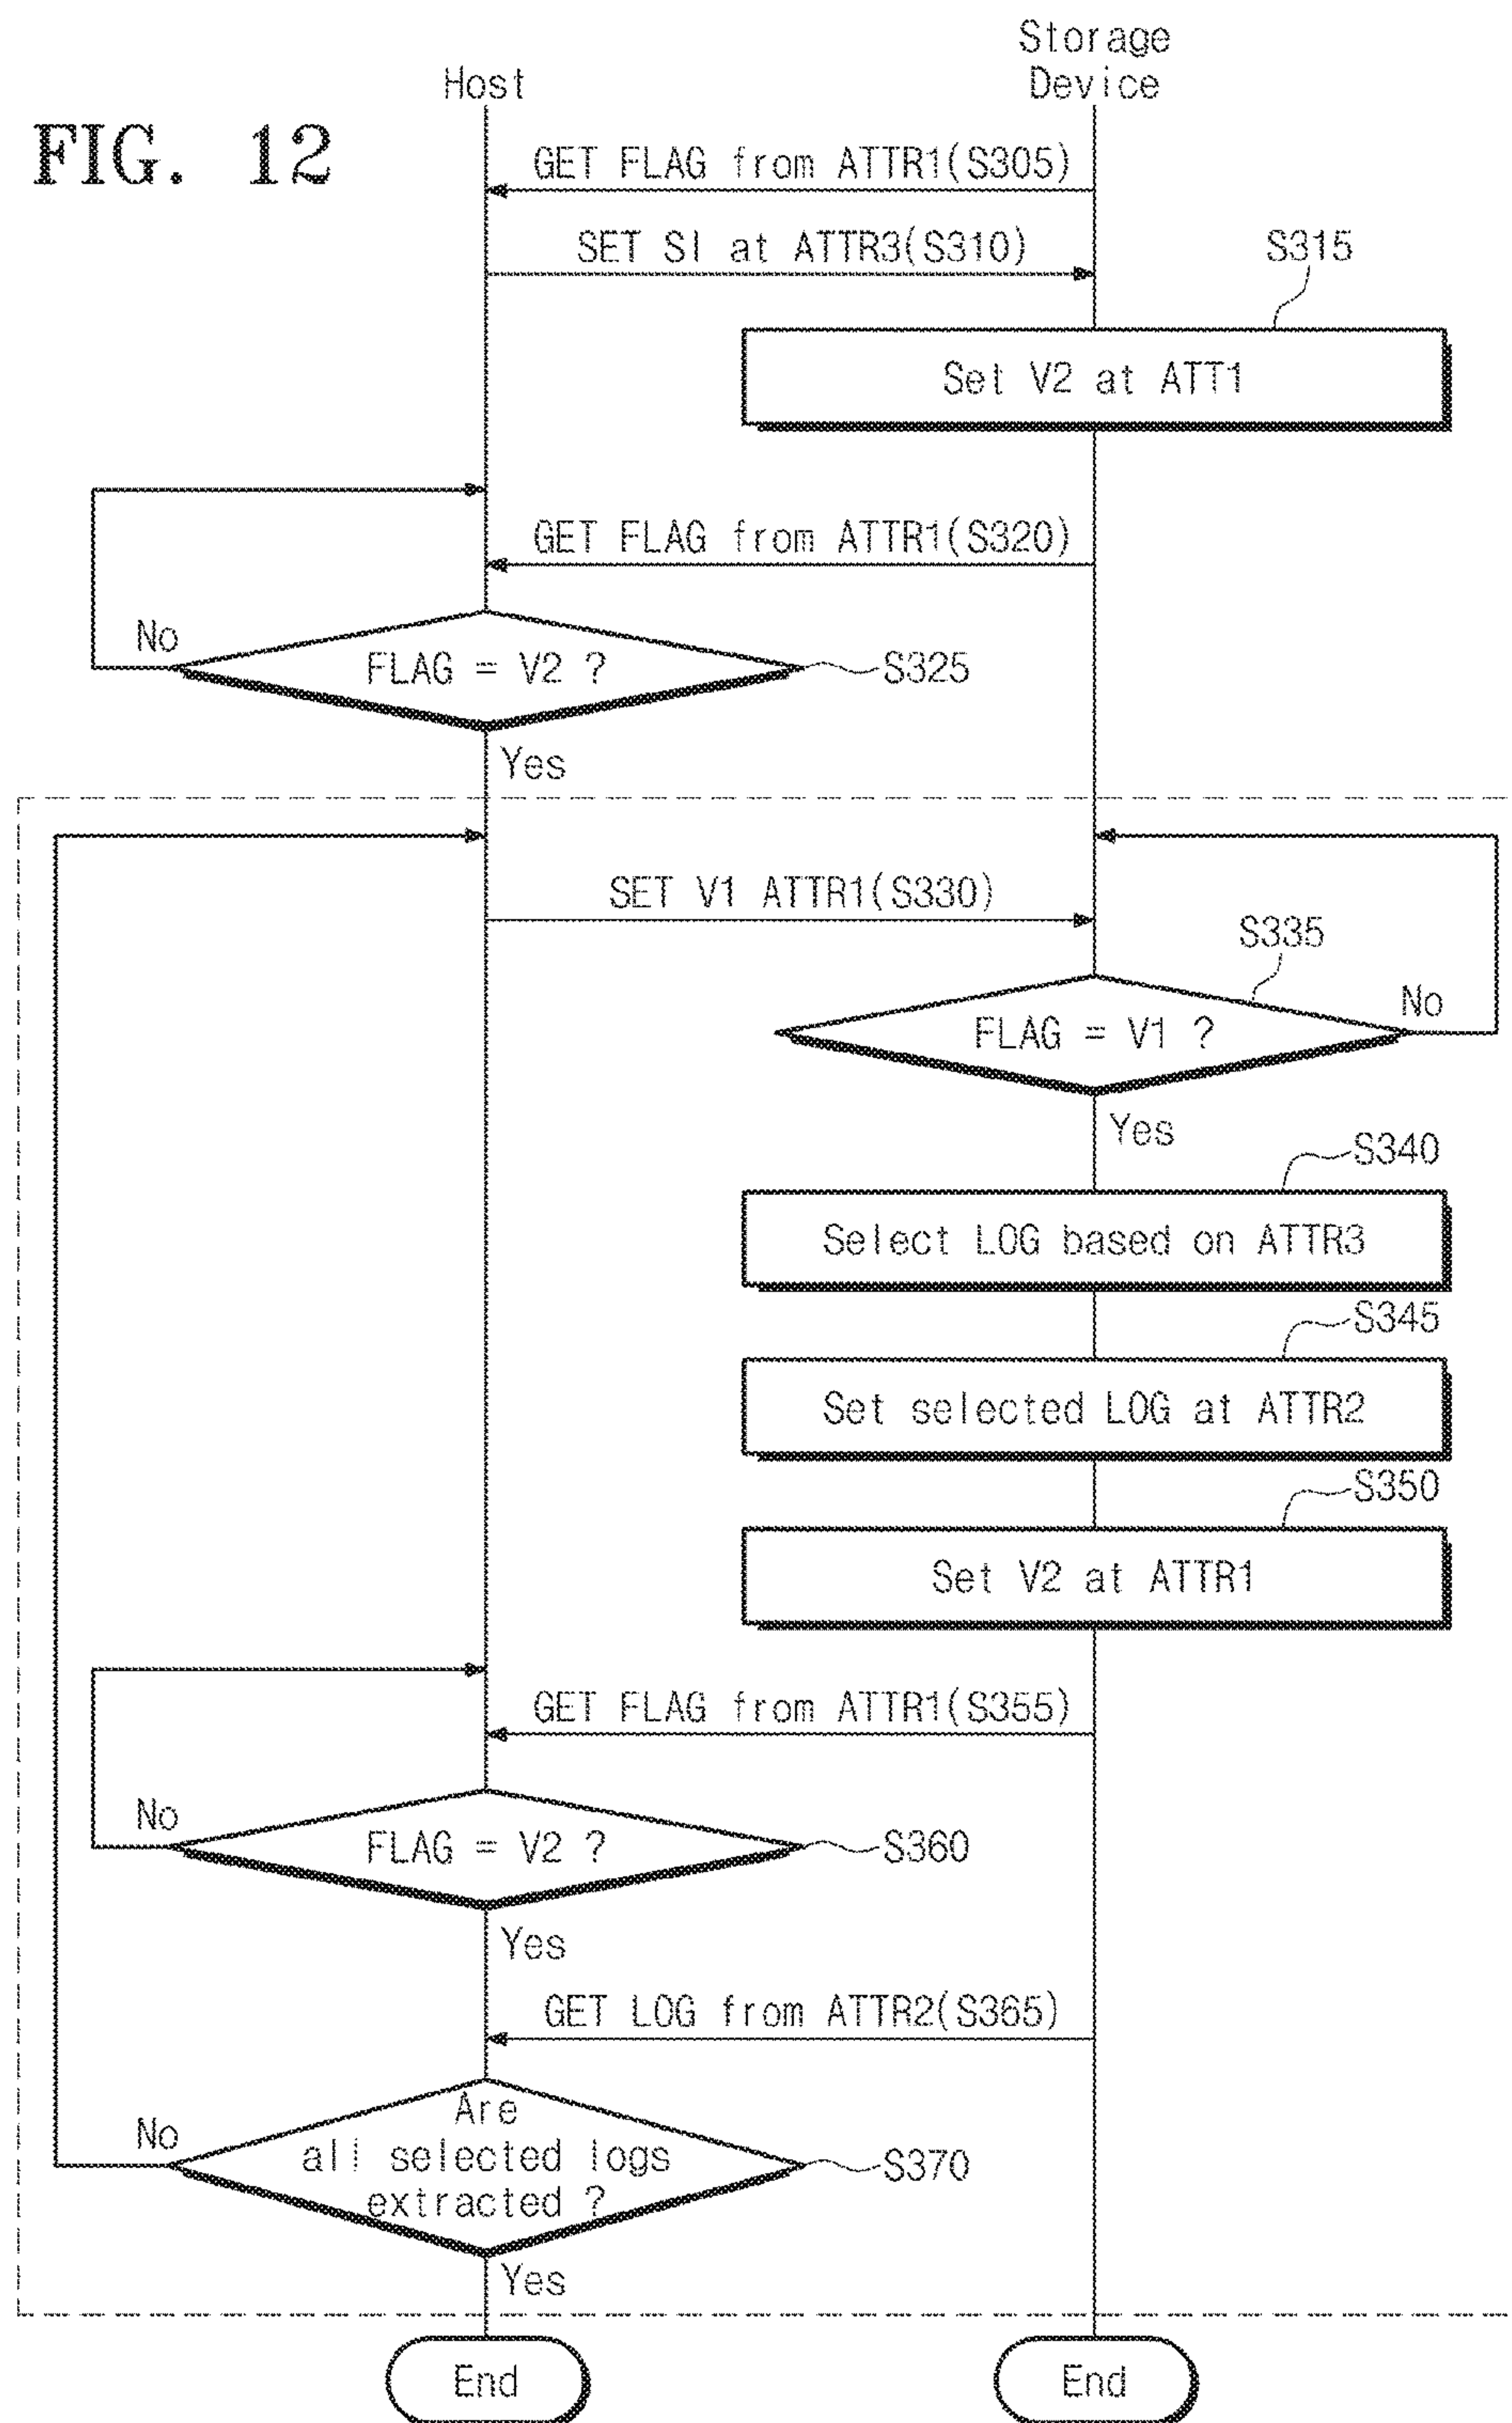 Storage
Host
Device
FIG. 12
GET FLAG from ATTR1(S305)
SET SI at ATTR3(S310)
S315
Set V2 at ATT1
GET FLAG from ATTR1(S320)
No
FLAG = V2 ?
S325
Yes
SET V1 ATTR1(S330)
S335
No
FLAG = V1 ?
Yes
S340
Select LOG based on ATTR3
S345
Set selected LOG at ATTR2
S350
Set V2 at ATTR1
GET FLAG from ATTR1(S355)
No
FLAG = V2 ?
S360
Yes
GET LOG from ATTR2(S365)
No
Are
all selected logs
extracted ?
S370
Yes
End
End